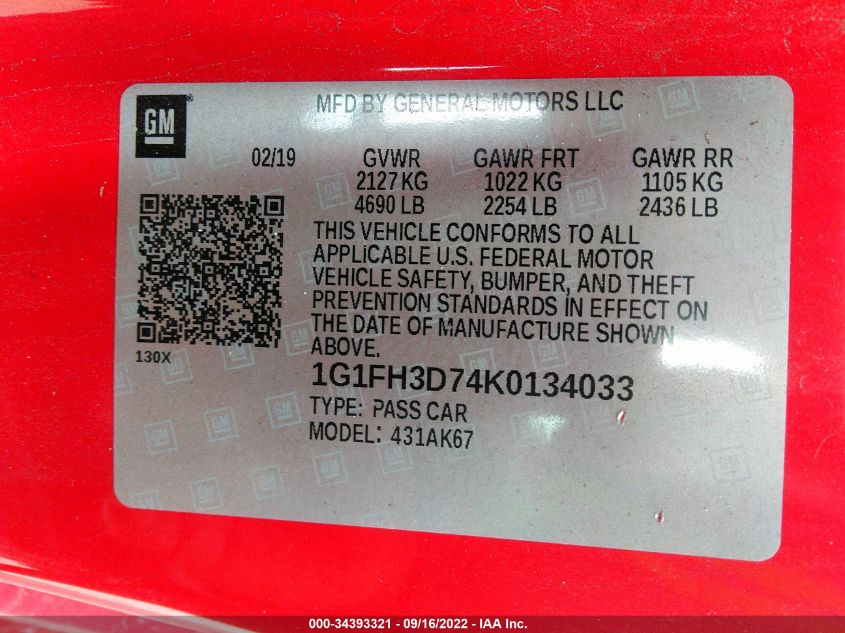 MFD BY GENERAL MOTORS LLC
GM
02/19 GVWR GAWR FRT GAWR RR
2127 KG 1022 KG 1105 KG
4690 LB 2254 LB 2436 LB
THIS VEHICLE CONFORMS TO ALL
APPLICABLE U.S. FEDERAL MOTOR
VEHICLE SAFETY, BUMPER, AND THEFT
PREVENTION STANDARDS IN EFFECT ON
THE DATE OF MANUFACTURE SHOWN
ABOVE.
130X
1G1FH3D74K0134033
TYPE: PASS CAR
MODEL: 431AK67
000-34393321 - 09/16/2022 - IAA Inc.